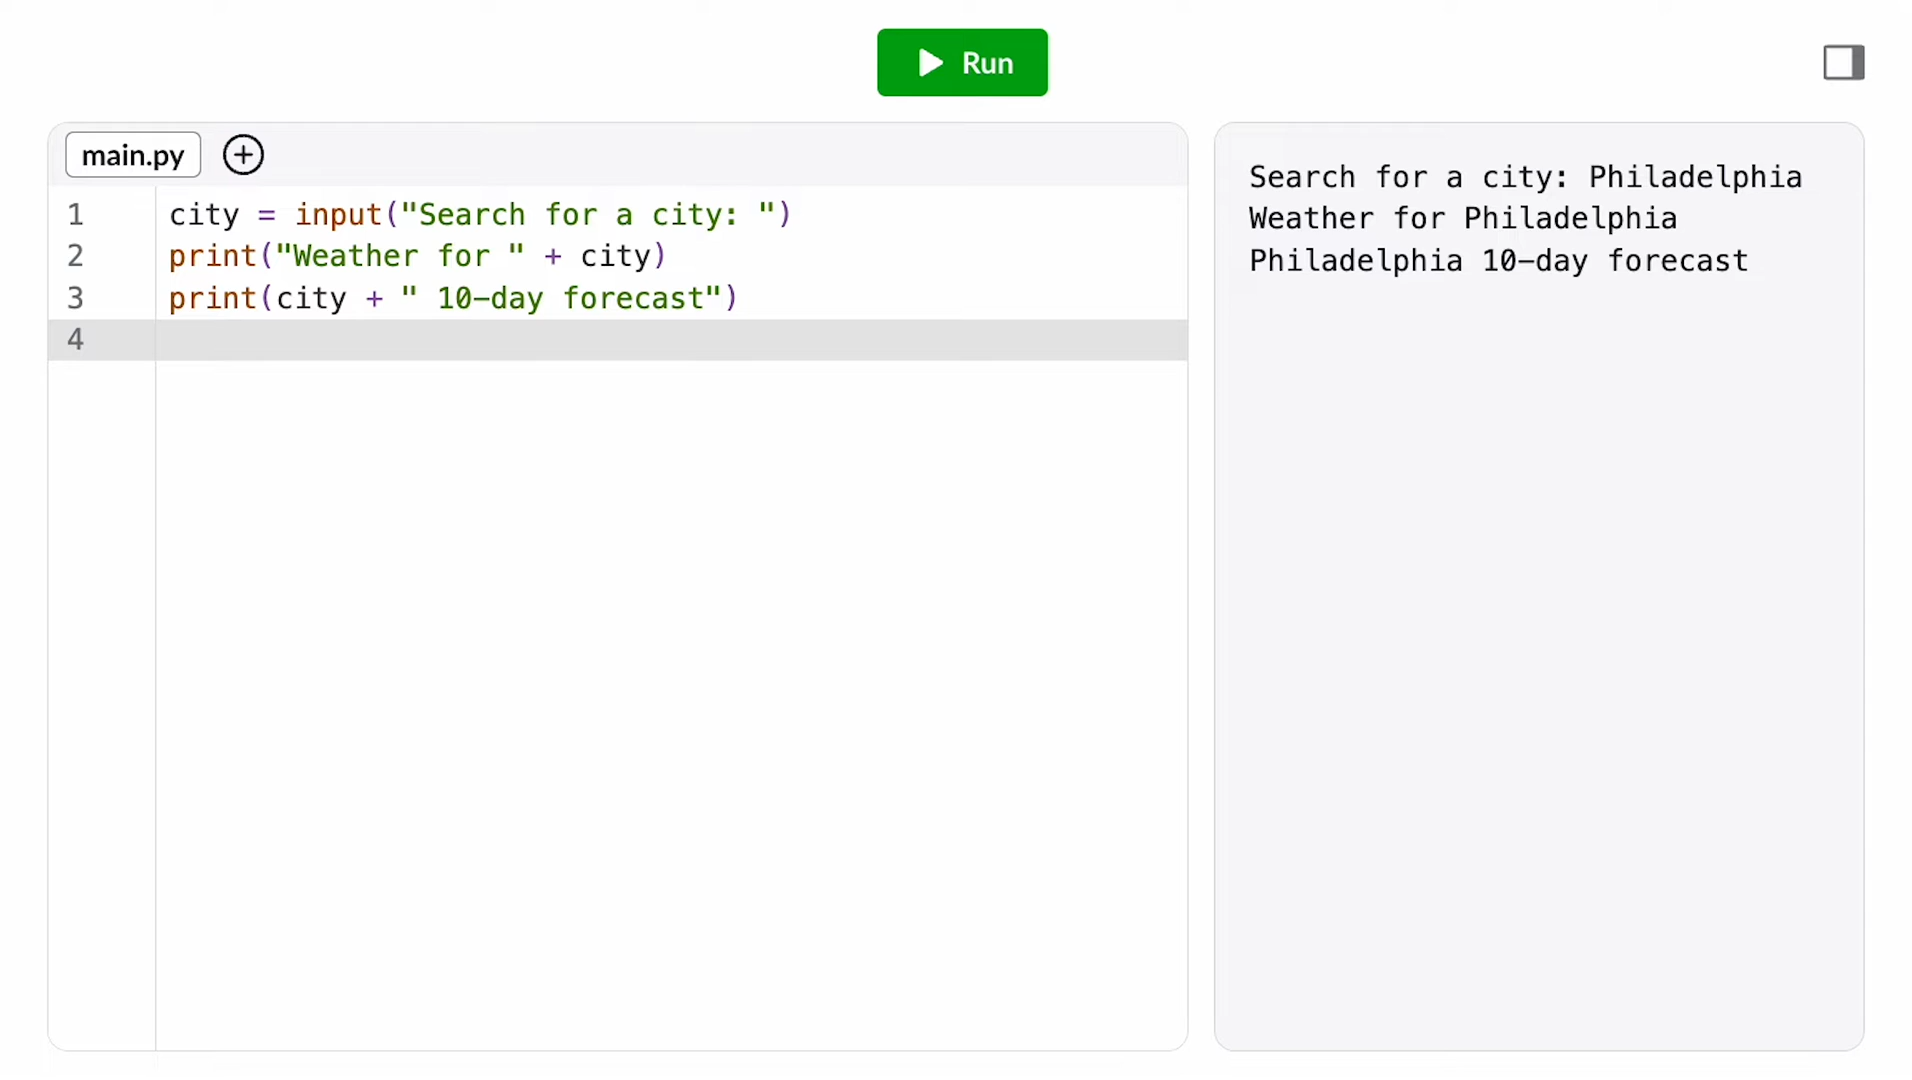 Run
main.py
1 city = input("Search for a city: ")
2 print("Weather for " + city)
3 print(city + " 10-day forecast")
4
Search for a city: Philadelphia
Weather for Philadelphia
Philadelphia 10-day forecast